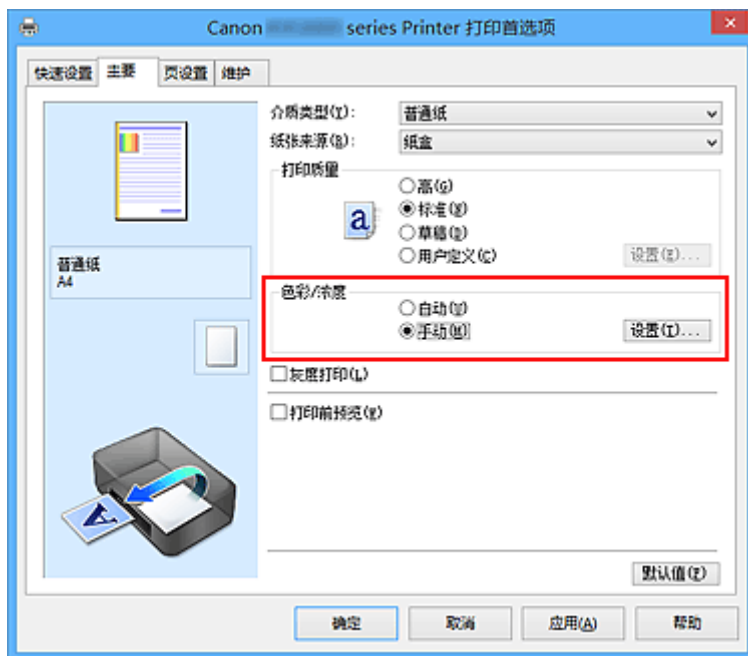 Canon series Printer 打印首选项
快速设置 主要 页设置 维护
介质类型(Y): 普通纸
纸张来源(R): 纸盒
打印质量
高(G)
a
标准(X)
草稿(D)
用户定义(C) 设置(E)...
普通纸
A4
色彩/浓度
自动(U)
手动(M) 设置(I)...
灰度打印(L)
打印前预览(W)
A
默认值(F)
确定 取消 应用(A) 帮助